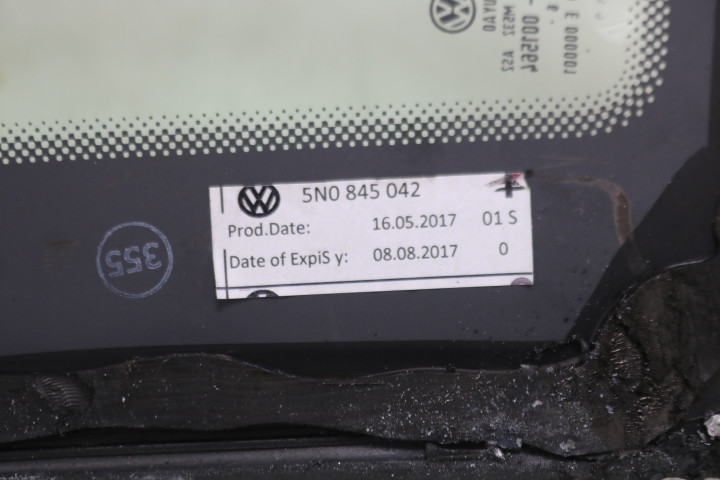 5N0 845 042
Prod.Date: 16.05.2017 01 S
Date of ExpiS y: 08.08.2017 0
355